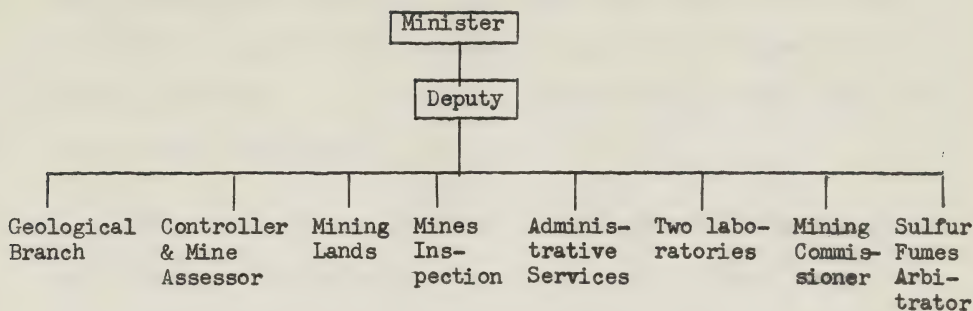 Minister
Deputy
Geological
Branch
Controller
& Mine
Assessor
Mining
Lands
Mines
Ins-
pection
Adminis-
trative
Services
Two labo-
ratories
Mining
Commis-
sioner
Sulfur
Fumes
Arbi-
trator